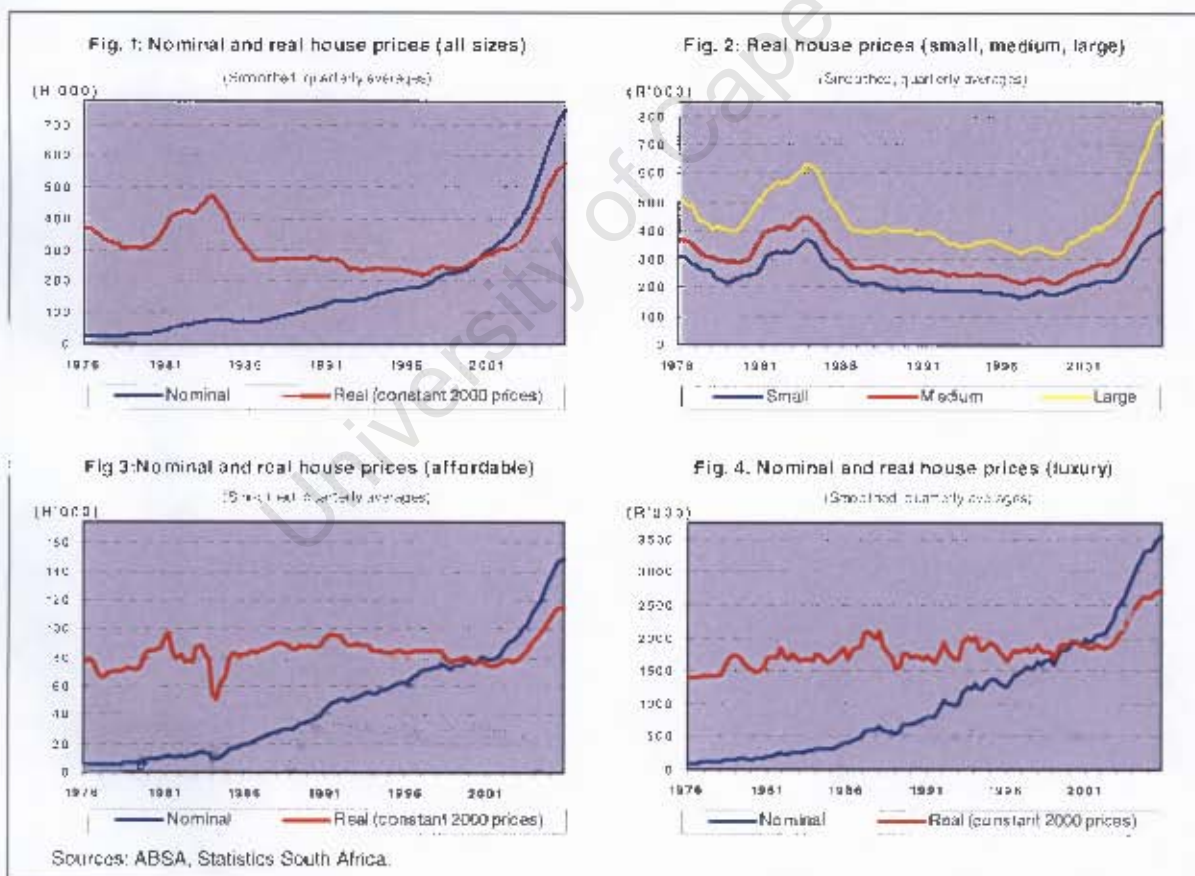 Fig. 1: Nominal and real house prices (all sizes)
(Smoothed, quarterly averages)
(R'000)
700
600
500
400
300
200
100
0
1976 1981 1986 1991 1996 2001
Nominal Real (constant 2000 prices)
Fig. 2: Real house prices (small, medium, large)
(Smoothed, quarterly averages)
(R'000)
800
700
600
500
400
300
200
100
0
1976 1981 1986 1991 1996 2001
Small Medium Large
Fig 3:Nominal and real house prices (affordable)
(Smoothed, quarterly averages)
(R'000)
160
140
120
100
80
60
40
20
0
1976 1981 1986 1991 1996 2001
Nominal Real (constant 2000 prices)
Fig. 4. Nominal and real house prices (luxury)
(Smoothed, quarterly averages)
(R'000)
3500
3000
2500
2000
1500
1000
500
0
1976 1981 1986 1991 1996 2001
Nominal Real (constant 2000 prices)
Sources: ABSA, Statistics South Africa.
University of Cape